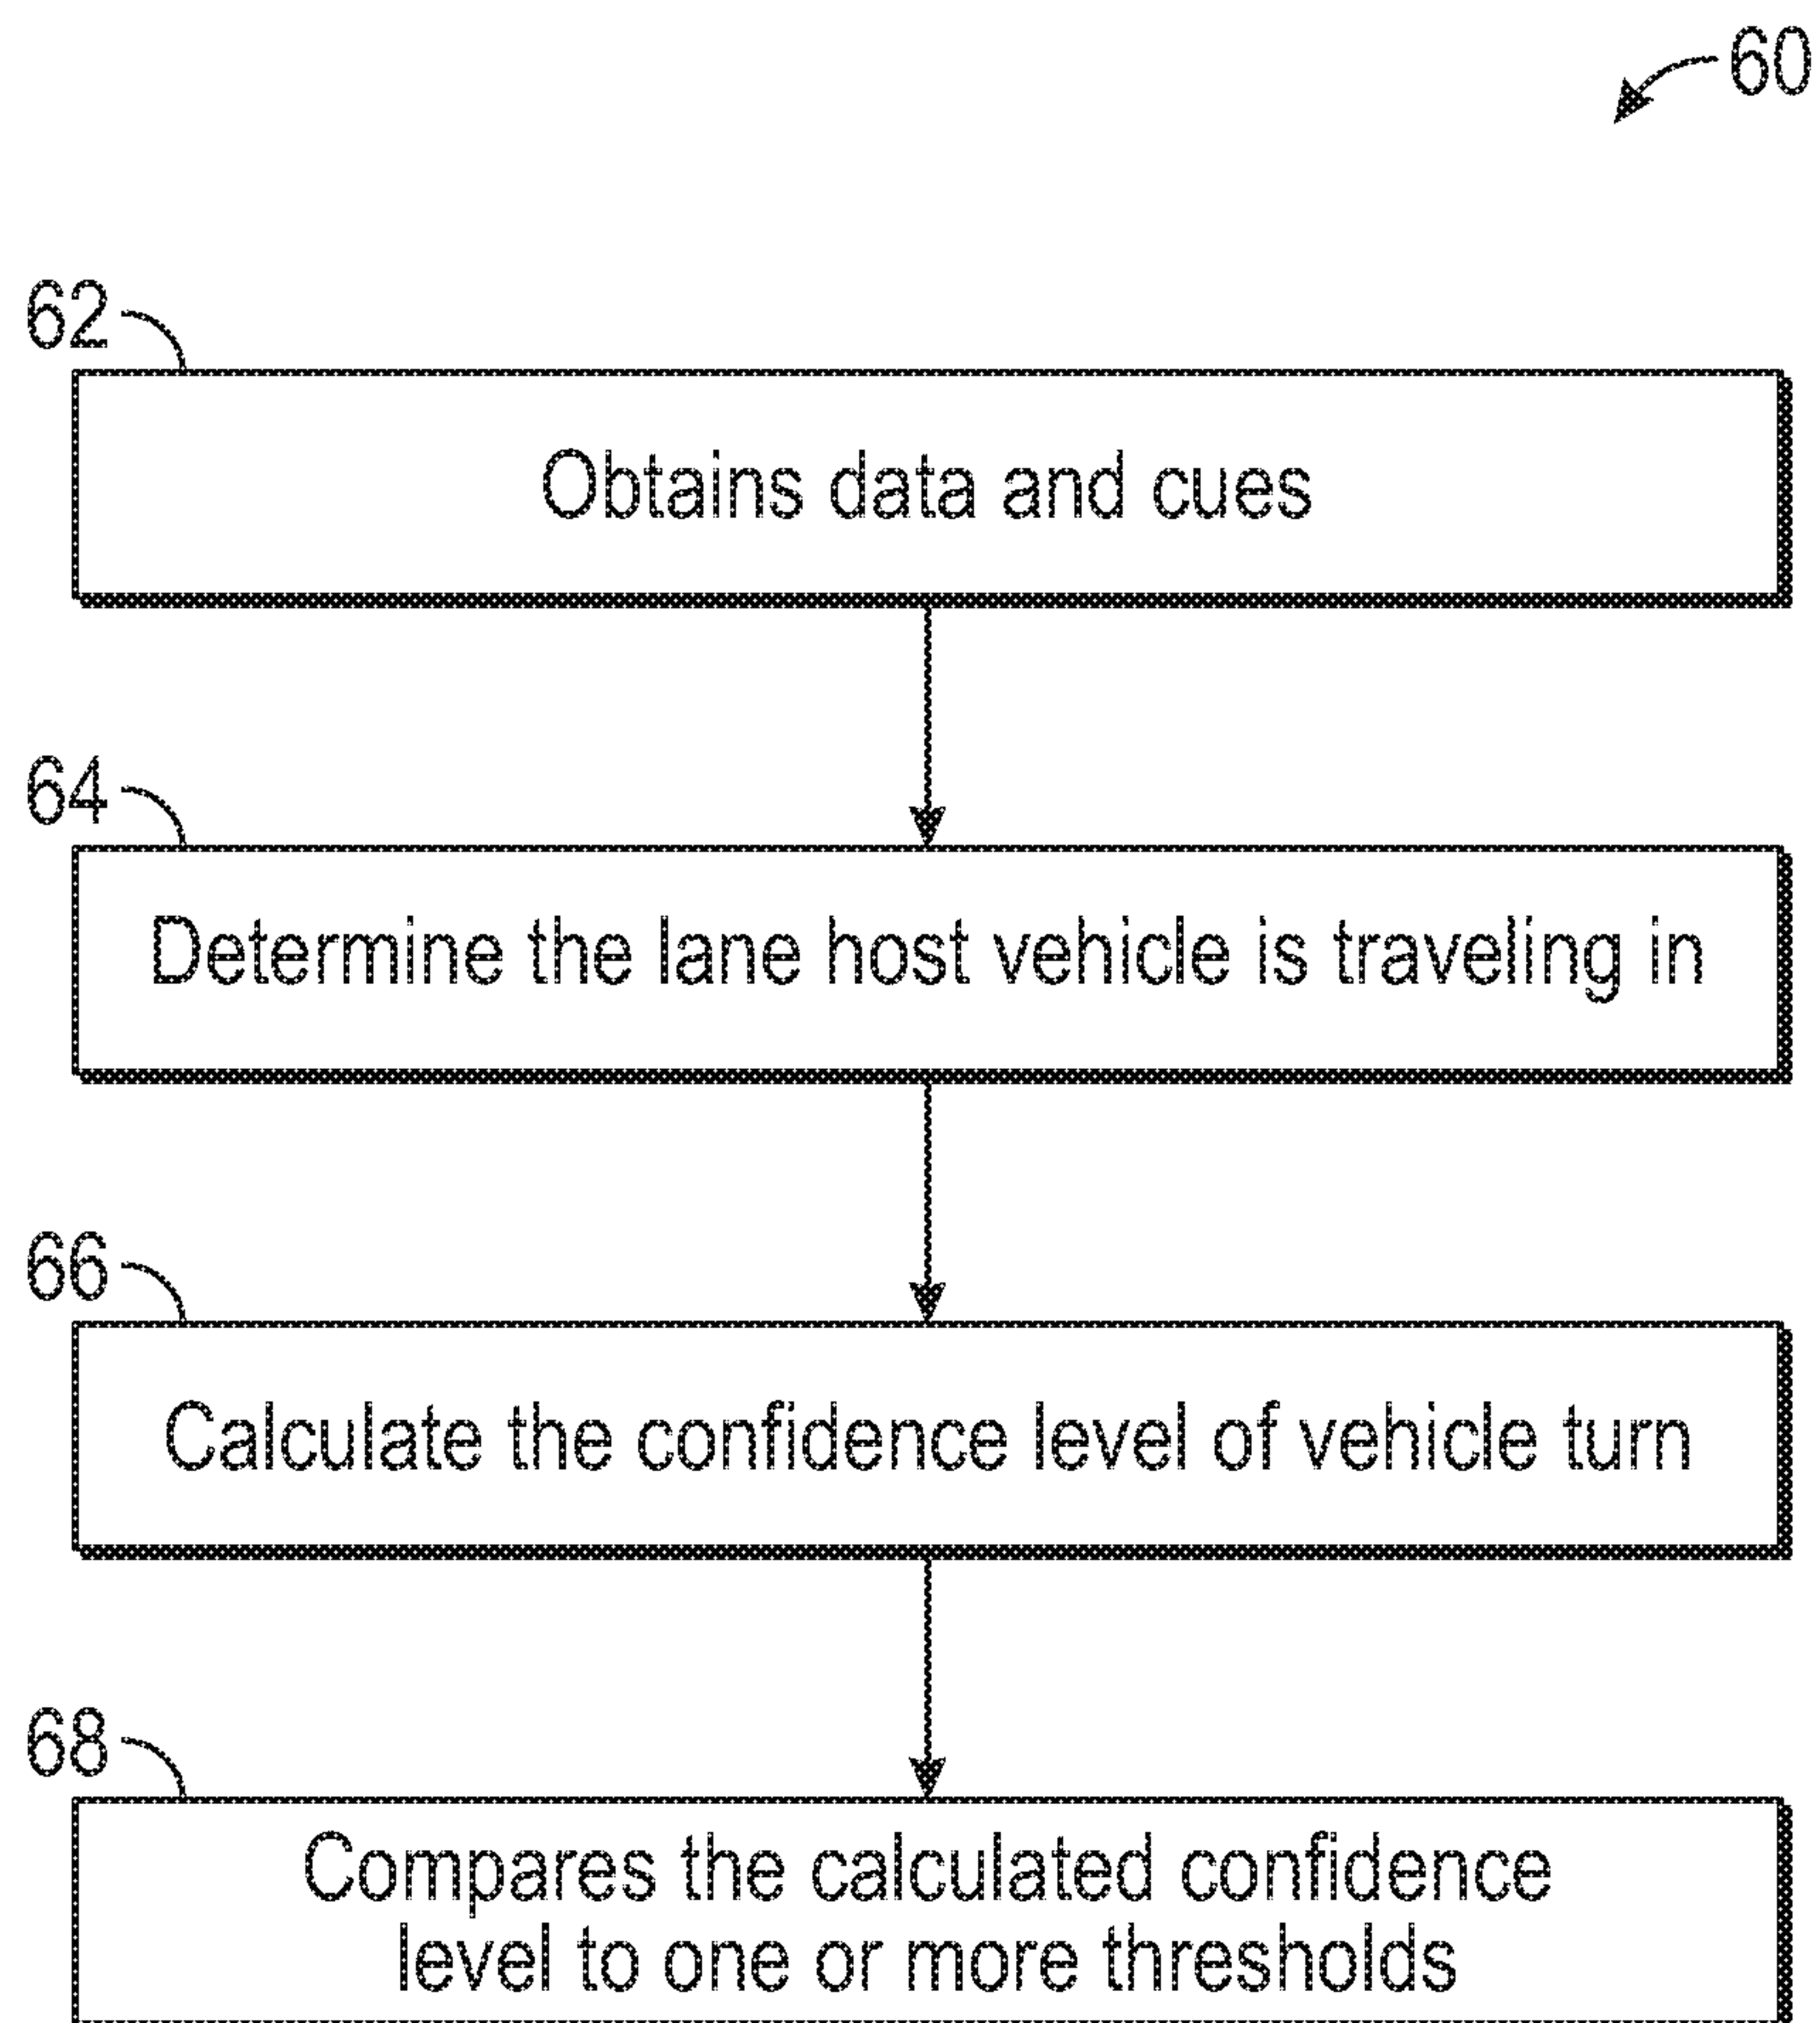 60
62
Obtains data and cues
64
Determine the lane host vehicle is traveling in
66
Calculate the confidence level of vehicle turn
68
Compares the calculated confidence
level to one or more thresholds